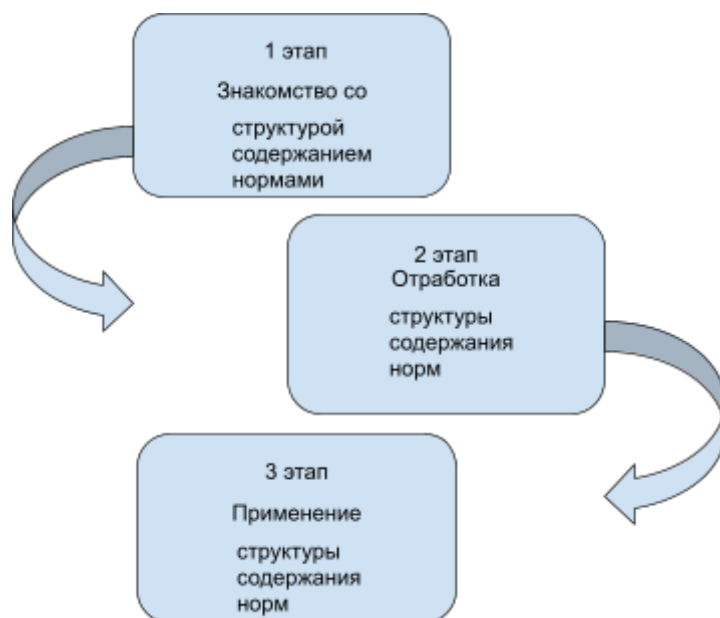 1 этап
Знакомство со
структурой
содержанием
нормами
2 этап
Отработка
структуры
содержания
норм
3 этап
Применение
структуры
содержания
норм